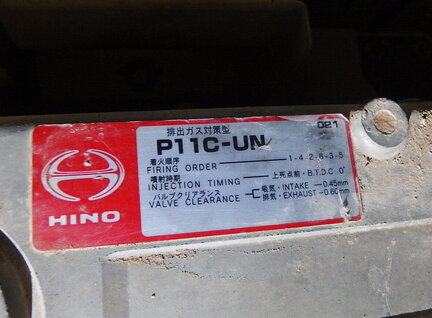 排出ガス対策型
021
P11C-UN
着火順序
FIRING ORDER 1-4-2-6-3-5
噴射時期
INJECTION TIMING 上死点前・B.T.D.C 0°
バルブクリアランス 吸気・INTAKE 0.45mm
VALVE CLEARANCE 排気・EXHAUST 0.60mm
HINO